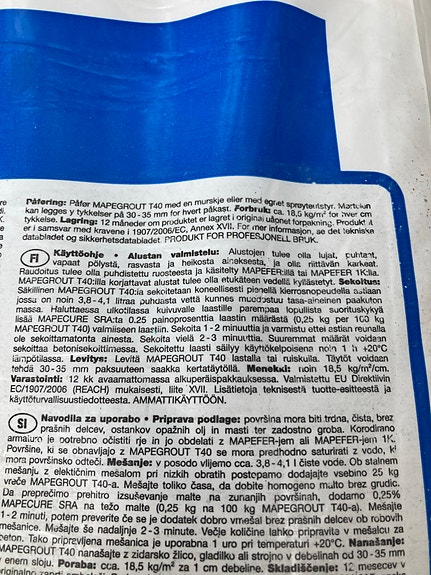 Påføring: Påfør MAPEGROUT T40 med en murskje eller med egnet sprøyteutstyr. Mørtelen
kan legges y tykkelser på 30-35 mm for hvert påkast. Forbruk: ca. 18,5 kg/m² for hver cm
tykkelse. Lagring: 12 måneder om produktet er lagret i original uåpnet forpakning. Produktet
er i samsvar med kravene i 1907/2006/EC, Annex XVII. For mer informasjon, se det tekniske
databladet og sikkerhetsdatabladet. PRODUKT FOR PROFESJONELL BRUK.
FI Käyttöohje • Alustan valmistelu: Alustojen tulee olla lujat, puhtaat,
vapaat pölystä, rasvasta ja heikosta aineksesta, ja olla riittävän karkeat.
Raudoitus tulee olla puhdistettu ruosteesta ja käsitelty MAPEFER:illä tai MAPEFER 1K:lla.
MAPEGROUT T40:llä korjattavat alustat tulee olla etukäteen vedellä kyllästetyt. Sekoitus:
Säkillinen MAPEGROUT T40:ia sekoitetaan koneellisesti pienellä kierrosnopeudella astiaan
jossa on noin 3,8-4,1 litraa puhdasta vettä kunnes muodostuu tasa-aineinen paakuton
massa. Haluttaessa ulkotilassa kuivuvalle laastille parempaa lopullista suorituskykyä
lisää MAPECURE SRA:ta 0.25 painoprosenttia laastin määrästä (0,25 kg per 100 kg
MAPEGROUT T40) valmiiseen laastiin. Sekoita 1-2 minuuttia ja varmistu ettei astian reunalla
ole sekoittamatonta ainesta. Sekoita vielä 2-3 minuuttia. Suuremmat määrät voidaan
sekoittaa betonisekoittimessa. Sekoitettu laasti säilyy käyttökelpoisena noin 1 h +20°C
lämpötilassa. Levitys: Levitä MAPEGROUT T40 lastalla tai ruiskulla. Täytöt voidaan
tehdä 30-35 mm paksuuteen saakka kertatäytöllä. Menekki: noin 18,5 kg/m²/cm.
Varastointi: 12 kk avaamattomassa alkuperäispakkauksessa. Valmistettu EU Direktiivin
EC/1907/2006 (REACH) mukaisesti, liite XVII. Lisätietoja teknisestä tuote-esitteestä ja
käyttöturvallisuustiedotteesta. AMMATTIKÄYTTÖÖN.
SI Navodila za uporabo • Priprava podlage: površina mora biti trdna, čista, brez
prašnih delcev, ostankov opažnih olj in masti ter zadostno groba. Korodirano
armaturo je potrebno očistiti rje in jo obdelati z MAPEFER-jem ali MAPEFER-jem 1K.
Površine, ki se obnavljajo z MAPEGROUT T40 se mora predhodno saturirati z vodo, ki
mora površinsko odteči. Mešanje: v posodo vlijemo cca. 3,8-4,1 l čiste vode. Ob stalnem
mešanju z električnim mešalom pri nizkih obratih postopamo dodajate vsebino 25 kg
vreče MAPEGROUT T40-a. Mešajte toliko časa, da dobite homogeno malto brez grudic.
Da preprečimo prehitro izsuševanje malte na zunanjih površinah, dodamo 0,25%
MAPECURE SRA na težo malte (0,25 kg na 100 kg MAPEGROUT T40-a). Mešajte
1-2 minuti, potem preverite če se je dodatek dobro vmešal brez prašnih delcev ob robovih
mešanice. Mešajte še nadaljnje 2-3 minute. Večje količine lahko pripravite v mešalcu za
beton. Tako pripravljena mešanica je uporabna 1 uro pri temperaturi +20°C. Nanašanje:
MAPEGROUT T40 nanašajte z zidarsko žlico, gladilko ali strojno v debelinah od 30-35 mm
v enem sloju. Poraba: cca. 18,5 kg/m² za 1 cm debeline. Skladiščenje: 12 mesecev v